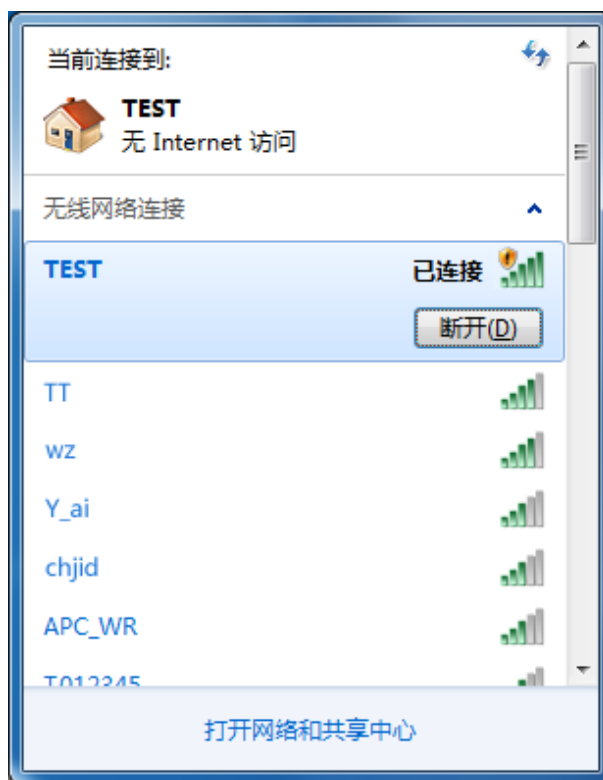 当前连接到:
TEST
无 Internet 访问
无线网络连接
TEST 已连接
断开(D)
TT
wz
Y_ai
chjid
APC_WR
T012345
打开网络和共享中心